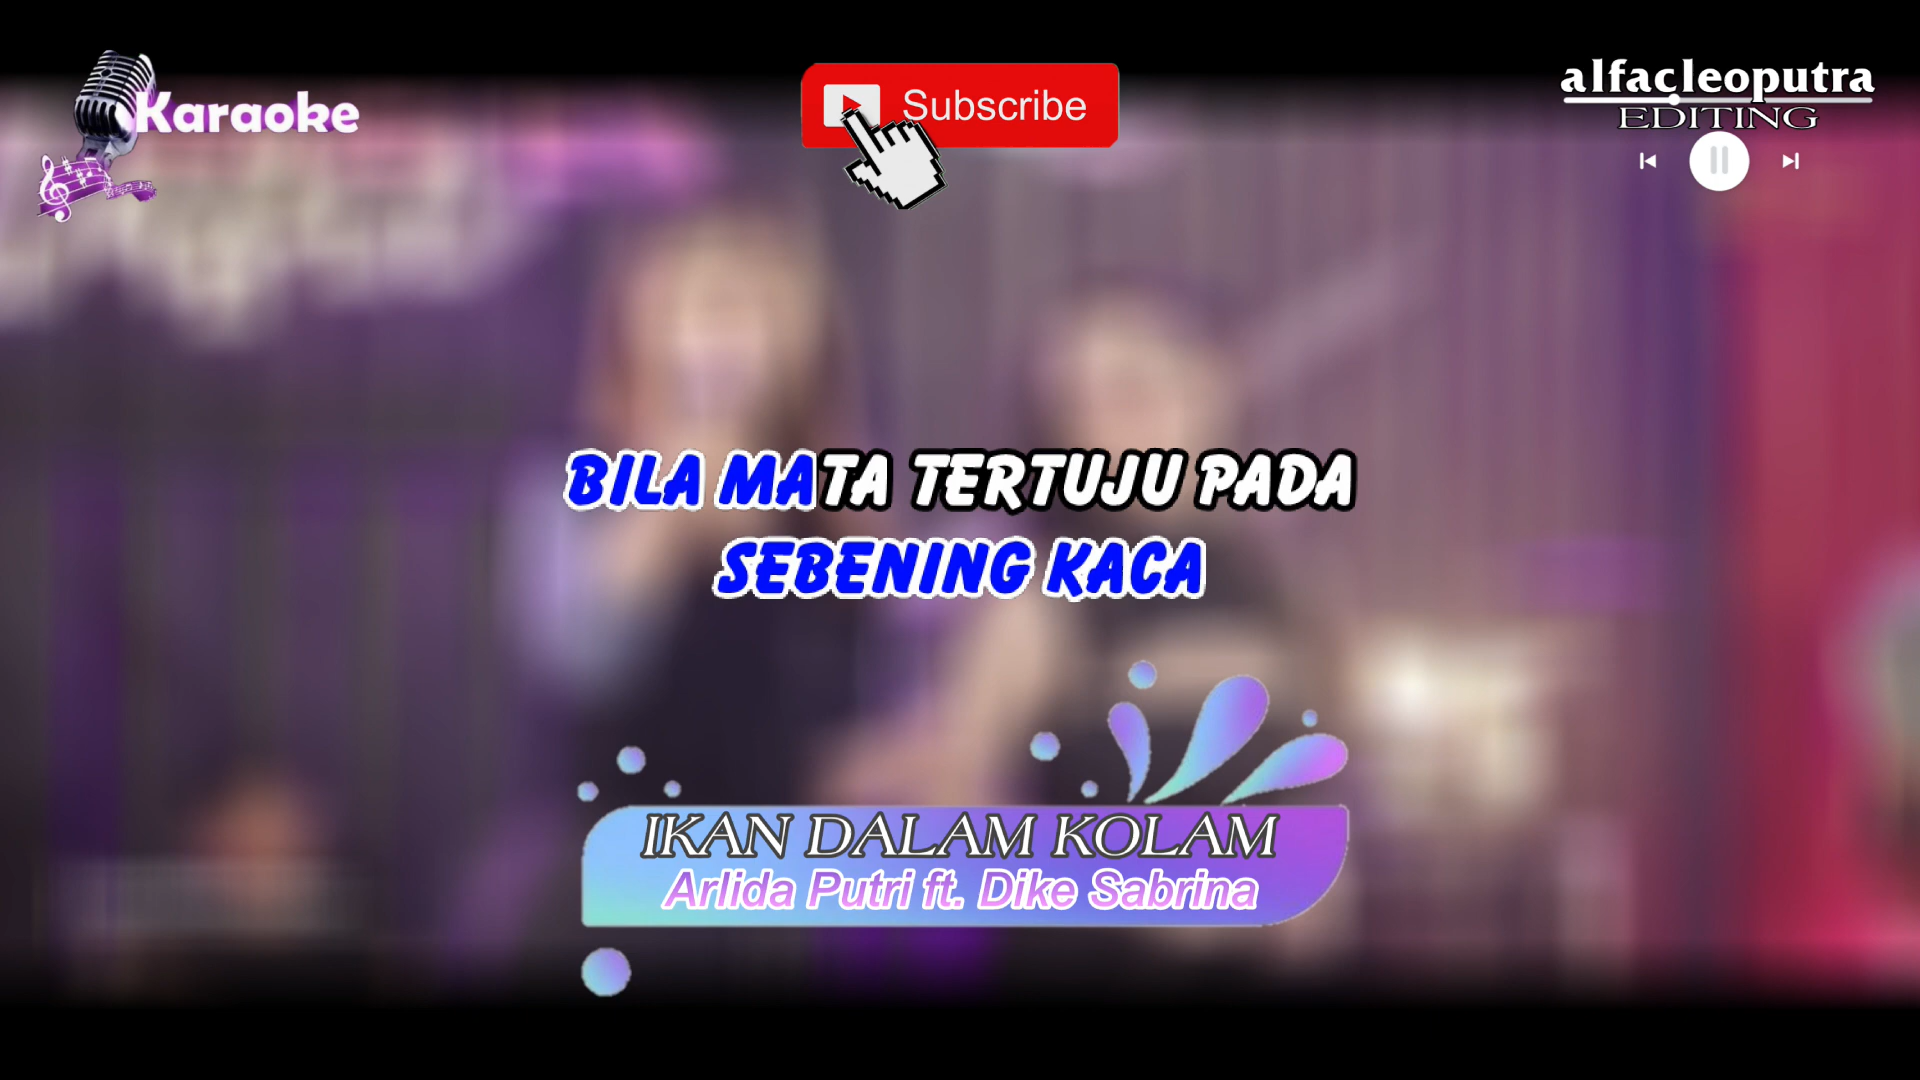 Karaoke
Subscribe
alfacleoputra
EDITING
BILA MATA TERTUJU PADA
SEBENING KACA
IKAN DALAM KOLAM
Arlida Putri ft. Dike Sabrina